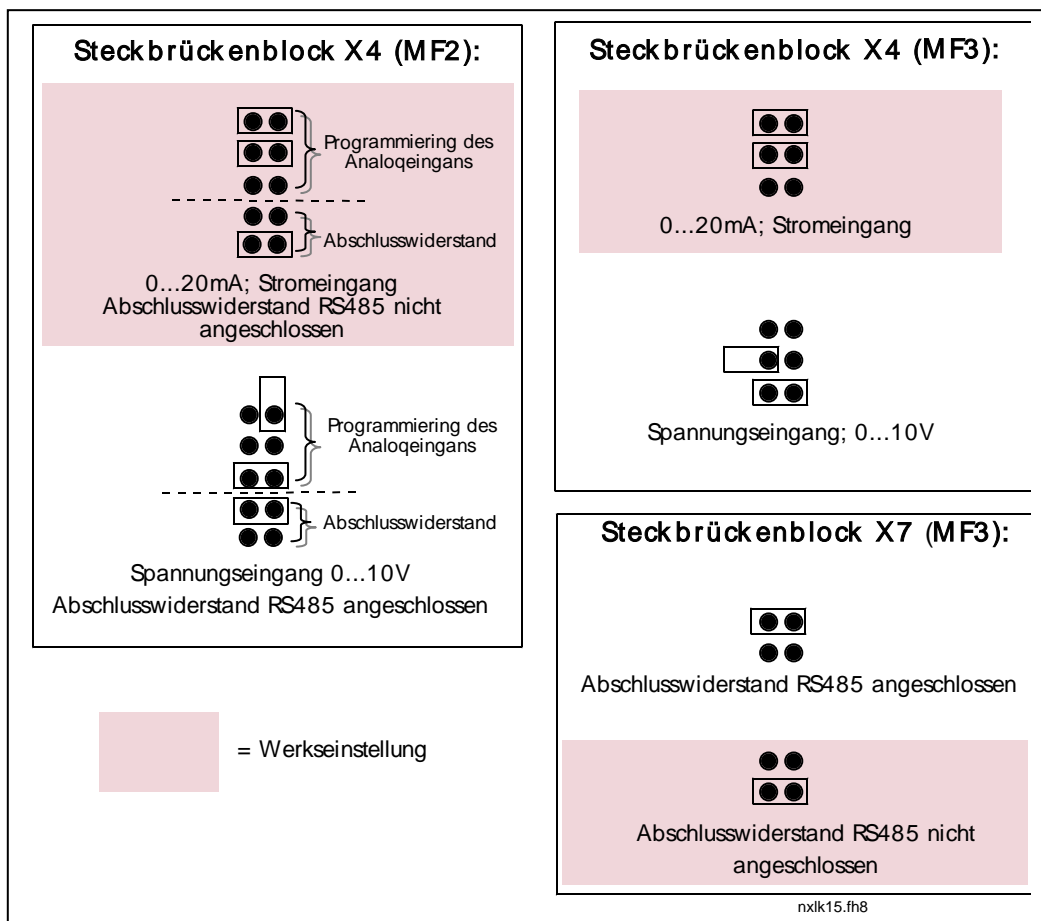 Steckbrückenblock X4 (MF2):
Programmiering des
Analoqeingans
Abschlusswiderstand
0...20mA; Stromeingang
Abschlusswiderstand RS485 nicht
angeschlossen
Programmiering des
Analoqeingans
Abschlusswiderstand
Spannungseingang 0...10V
Abschlusswiderstand RS485 angeschlossen
= Werkseinstellung
Steckbrückenblock X4 (MF3):
0...20mA; Stromeingang
Spannungseingang; 0...10V
Steckbrückenblock X7 (MF3):
Abschlusswiderstand RS485 angeschlossen
Abschlusswiderstand RS485 nicht
angeschlossen
nxlk15.fh8